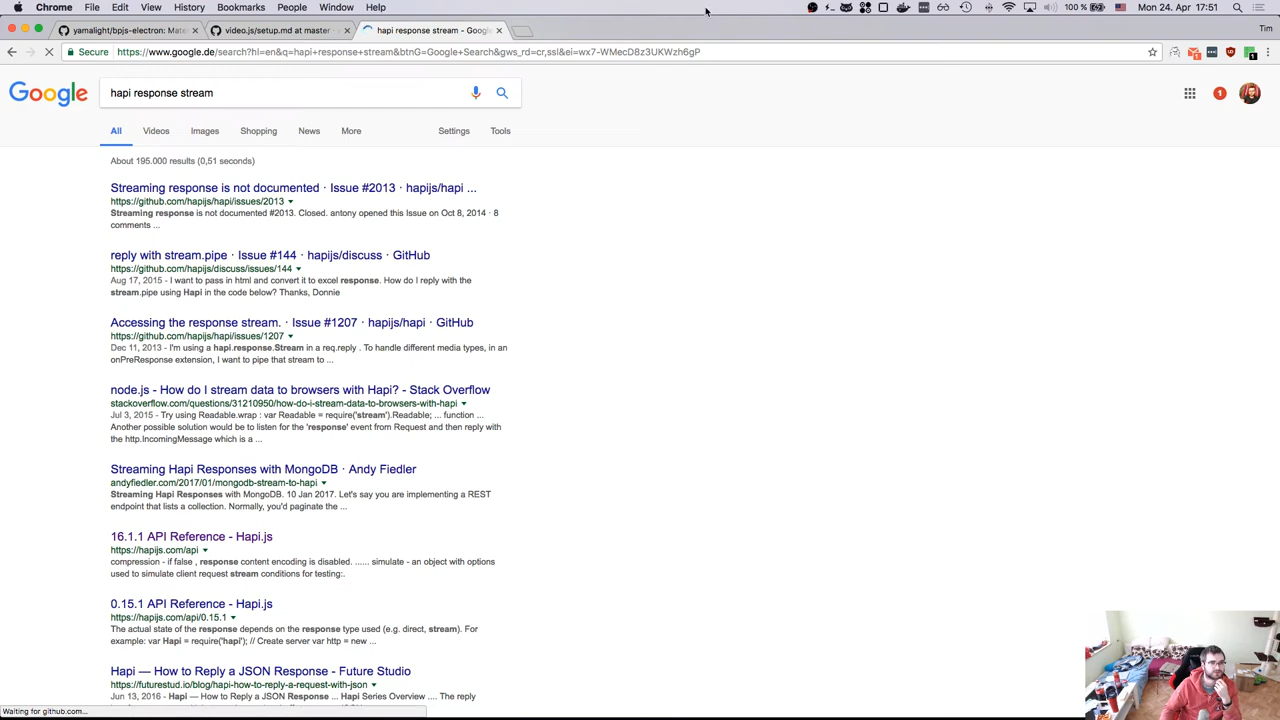 Chrome File Edit View History Bookmarks People Window Help 100 % Mon 24. Apr 17:51
yamalight/bpjs-electron: Mate × video.js/setup.md at master · × hapi response stream - Goog × Tim
Secure https://www.google.de/search?hl=en&q=hapi+response+stream&btnG=Google+Search&gws_rd=cr,ssl&ei=wx7-WMecD8z3UKWzh6gP
Google hapi response stream 1
All Videos Images Shopping News More Settings Tools
About 195.000 results (0,51 seconds)
Streaming response is not documented · Issue #2013 · hapijs/hapi ...
https://github.com/hapijs/hapi/issues/2013
Streaming response is not documented #2013. Closed. antony opened this Issue on Oct 8, 2014 · 8
comments ...
reply with stream.pipe · Issue #144 · hapijs/discuss · GitHub
https://github.com/hapijs/discuss/issues/144
Aug 17, 2015 - I want to pass in html and convert it to excel response. How do I reply with the
stream.pipe using Hapi in the code below? Thanks, Donnie
Accessing the response stream. · Issue #1207 · hapijs/hapi · GitHub
https://github.com/hapijs/hapi/issues/1207
Dec 11, 2013 - I'm using a hapi.response.Stream in a req.reply . To handle different media types, in an
onPreResponse extension, I want to pipe that stream to ...
node.js - How do I stream data to browsers with Hapi? - Stack Overflow
stackoverflow.com/questions/31210950/how-do-i-stream-data-to-browsers-with-hapi
Jul 3, 2015 - Try using Readable.wrap : var Readable = require('stream').Readable; ... function ...
Another possible solution would be to listen for the 'response' event from Request and then reply with
the http.IncomingMessage which is a ...
Streaming Hapi Responses with MongoDB · Andy Fiedler
andyfiedler.com/2017/01/mongodb-stream-to-hapi
Streaming Hapi Responses with MongoDB. 10 Jan 2017. Let's say you are implementing a REST
endpoint that lists a collection. Normally, you'd paginate the ...
16.1.1 API Reference - Hapi.js
https://hapijs.com/api
compression - if false , response content encoding is disabled. ...... simulate - an object with options
used to simulate client request stream conditions for testing:.
0.15.1 API Reference - Hapi.js
https://hapijs.com/api/0.15.1
The actual state of the response depends on the response type used (e.g. direct, stream). For
example: var Hapi = require('hapi'); // Create server var http = new ...
Hapi — How to Reply a JSON Response - Future Studio
https://futurestud.io/blog/hapi-how-to-reply-a-request-with-json
Jun 13, 2016 - Hapi — How to Reply a JSON Response ... Hapi Series Overview .... The reply
Waiting for github.com...